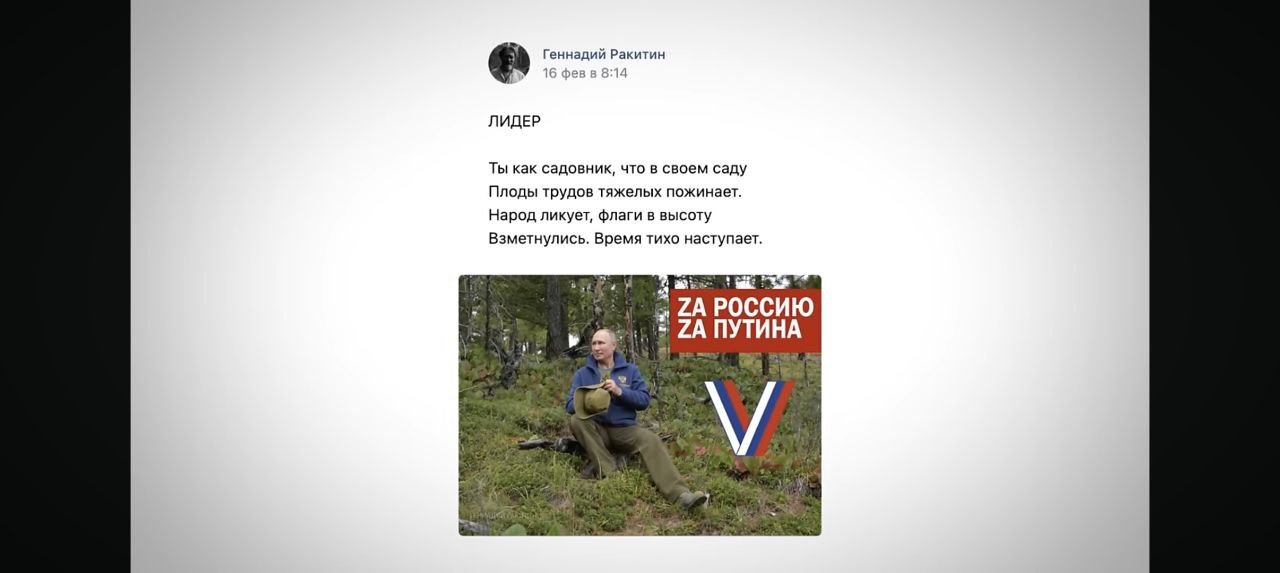 Геннадий Ракитин
16 фев в 8:14
ЛИДЕР
Ты как садовник, что в своем саду
Плоды трудов тяжелых пожинает.
Народ ликует, флаги в высоту
Взметнулись. Время тихо наступает.
ZA РОССИЮ
ZA ПУТИНА
V